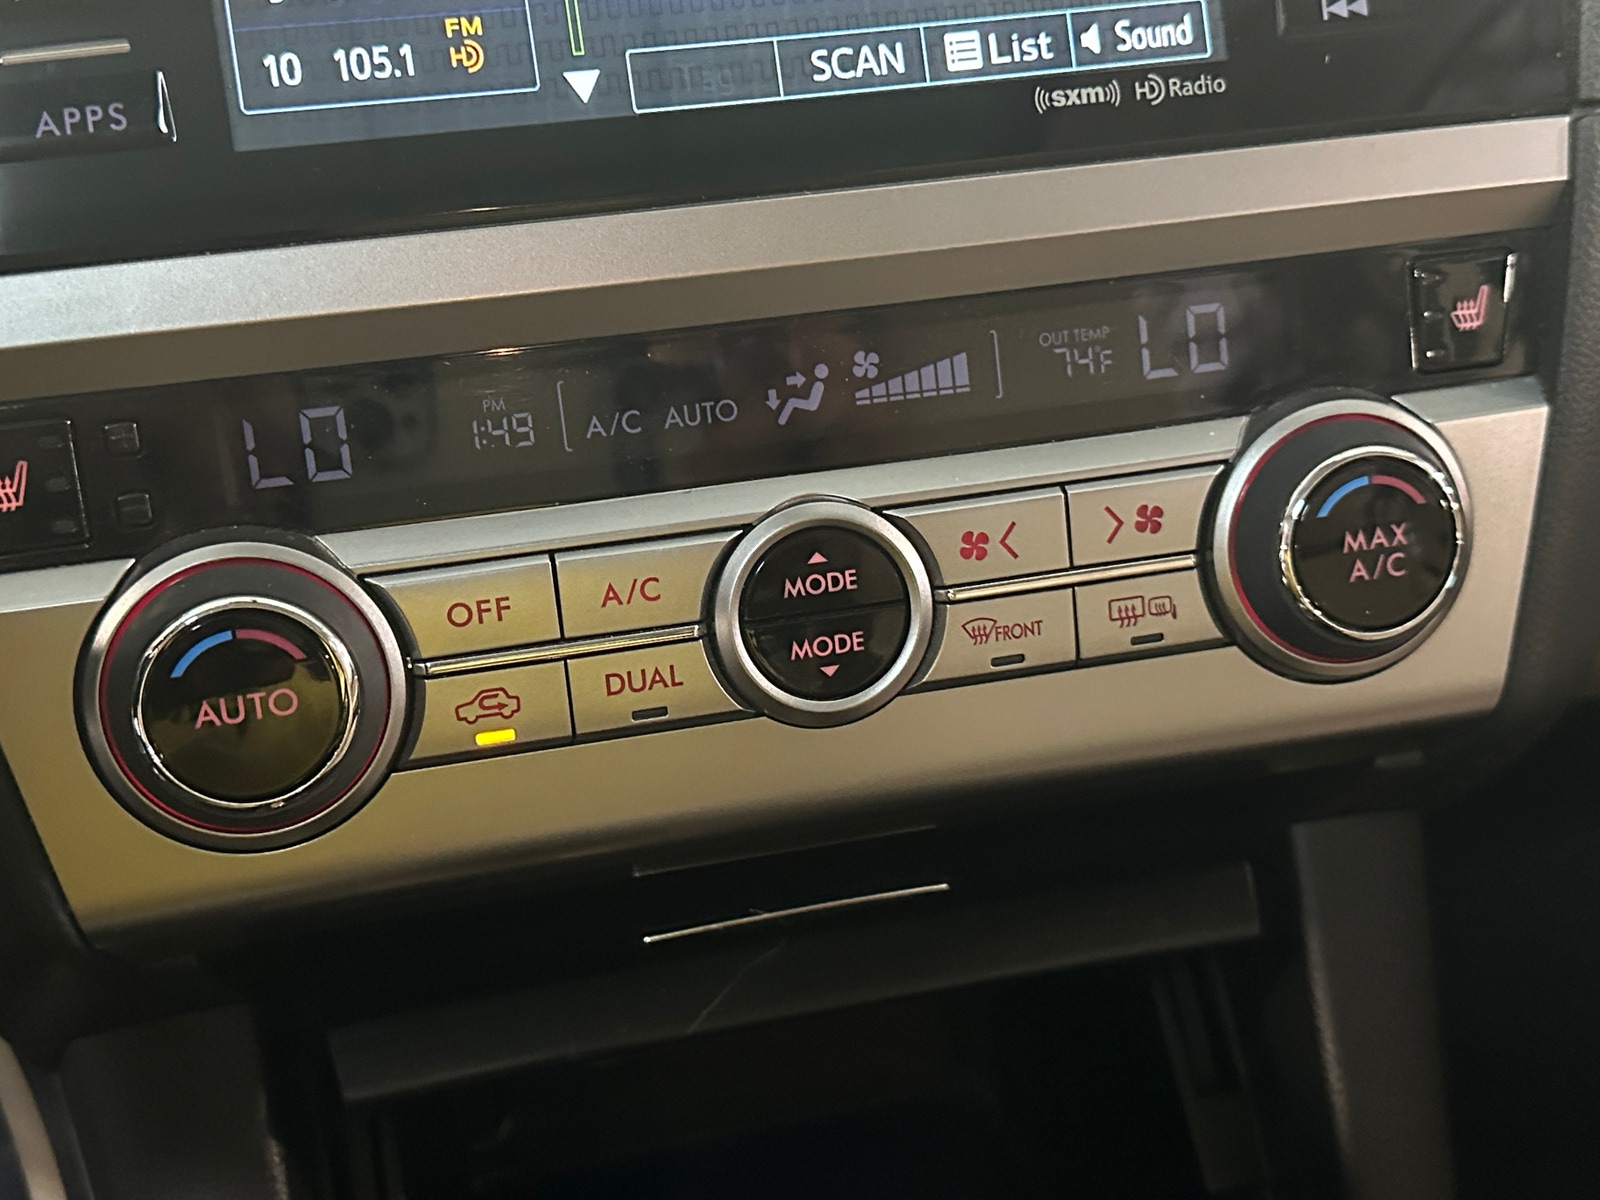 10 105.1 FM HD
SCAN List Sound
APPS
((sxm)) HD Radio
LO
PM
1:49
A/C AUTO
OUT TEMP
74°F
LO
OFF A/C
DUAL
AUTO
MODE
MODE
FRONT
MAX
A/C